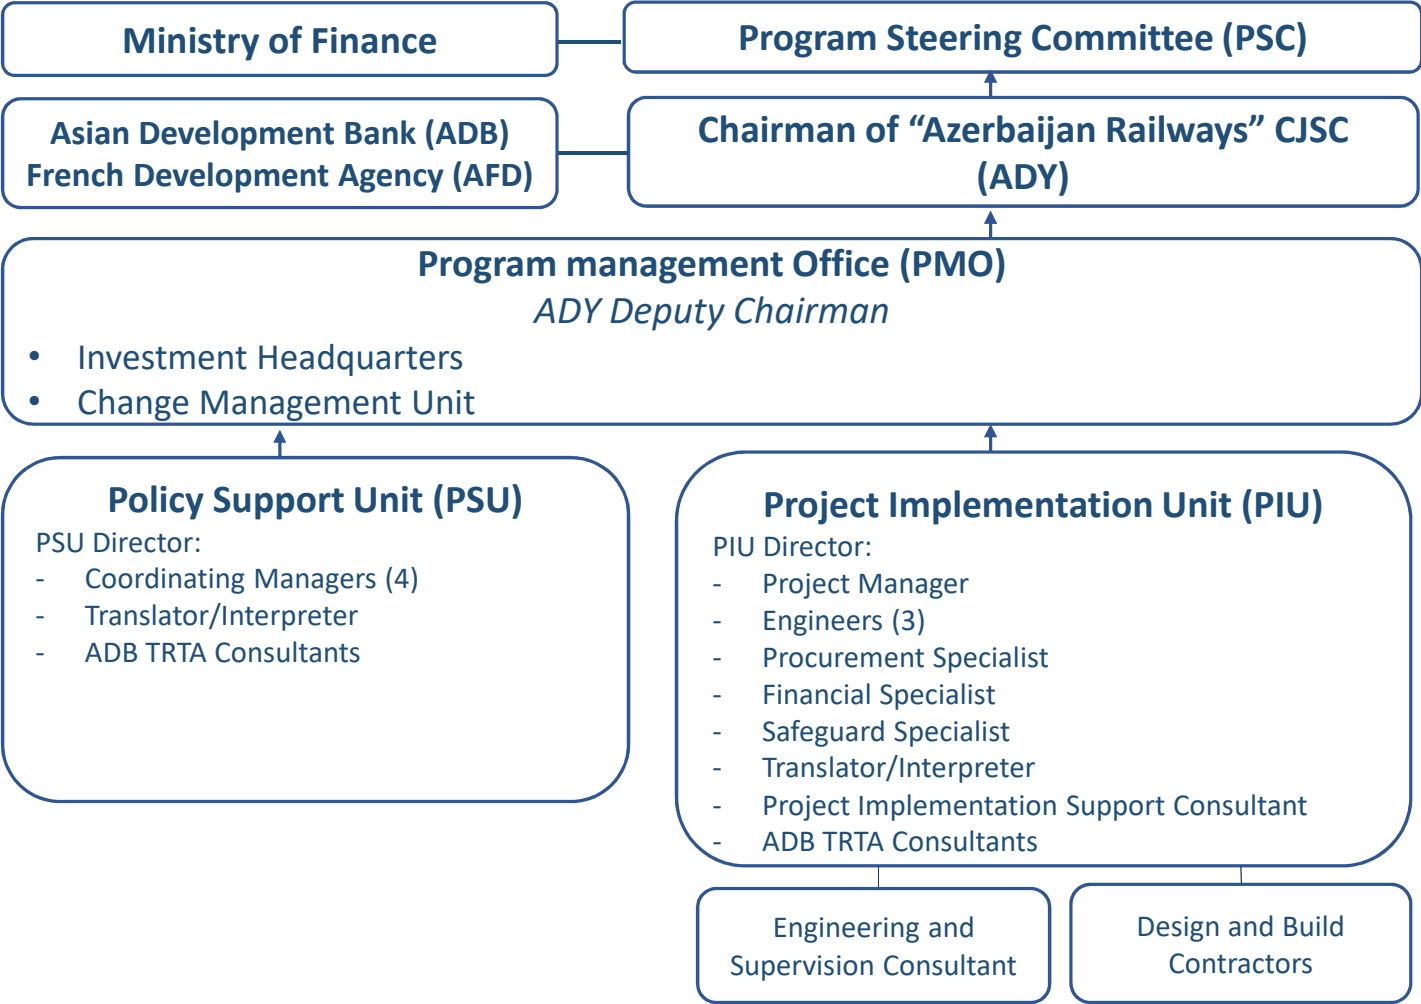 Ministry of Finance
Program Steering Committee (PSC)
Asian Development Bank (ADB)
French Development Agency (AFD)
Chairman of “Azerbaijan Railways” CJSC
(ADY)
Program management Office (PMO)
ADY Deputy Chairman
• Investment Headquarters
• Change Management Unit
Policy Support Unit (PSU)
PSU Director:
- Coordinating Managers (4)
- Translator/Interpreter
- ADB TRTA Consultants
Project Implementation Unit (PIU)
PIU Director:
- Project Manager
- Engineers (3)
- Procurement Specialist
- Financial Specialist
- Safeguard Specialist
- Translator/Interpreter
- Project Implementation Support Consultant
- ADB TRTA Consultants
Engineering and
Supervision Consultant
Design and Build
Contractors